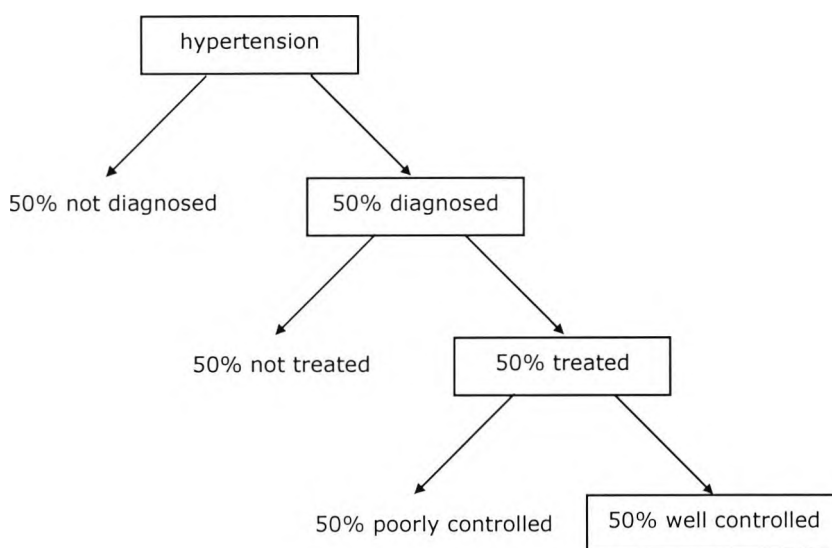 hypertension
50% not diagnosed
50% diagnosed
50% not treated
50% treated
50% poorly controlled
50% well controlled